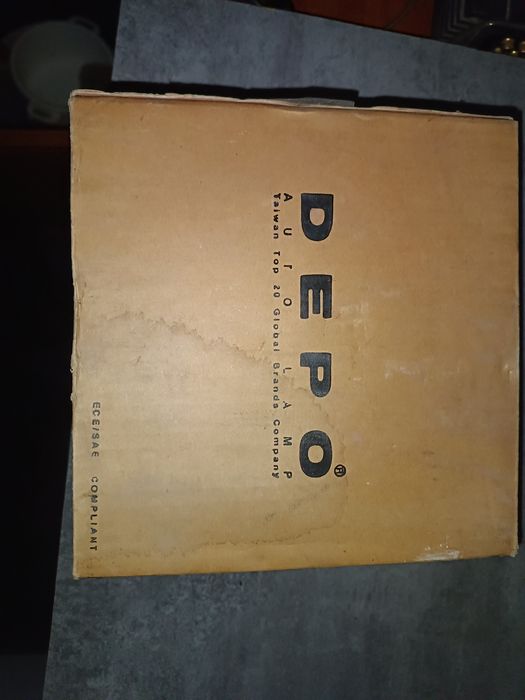 DEPO®
AUTO LAMP
Taiwan Top 20 Global Brands Company
ECE/SAE COMPLIANT